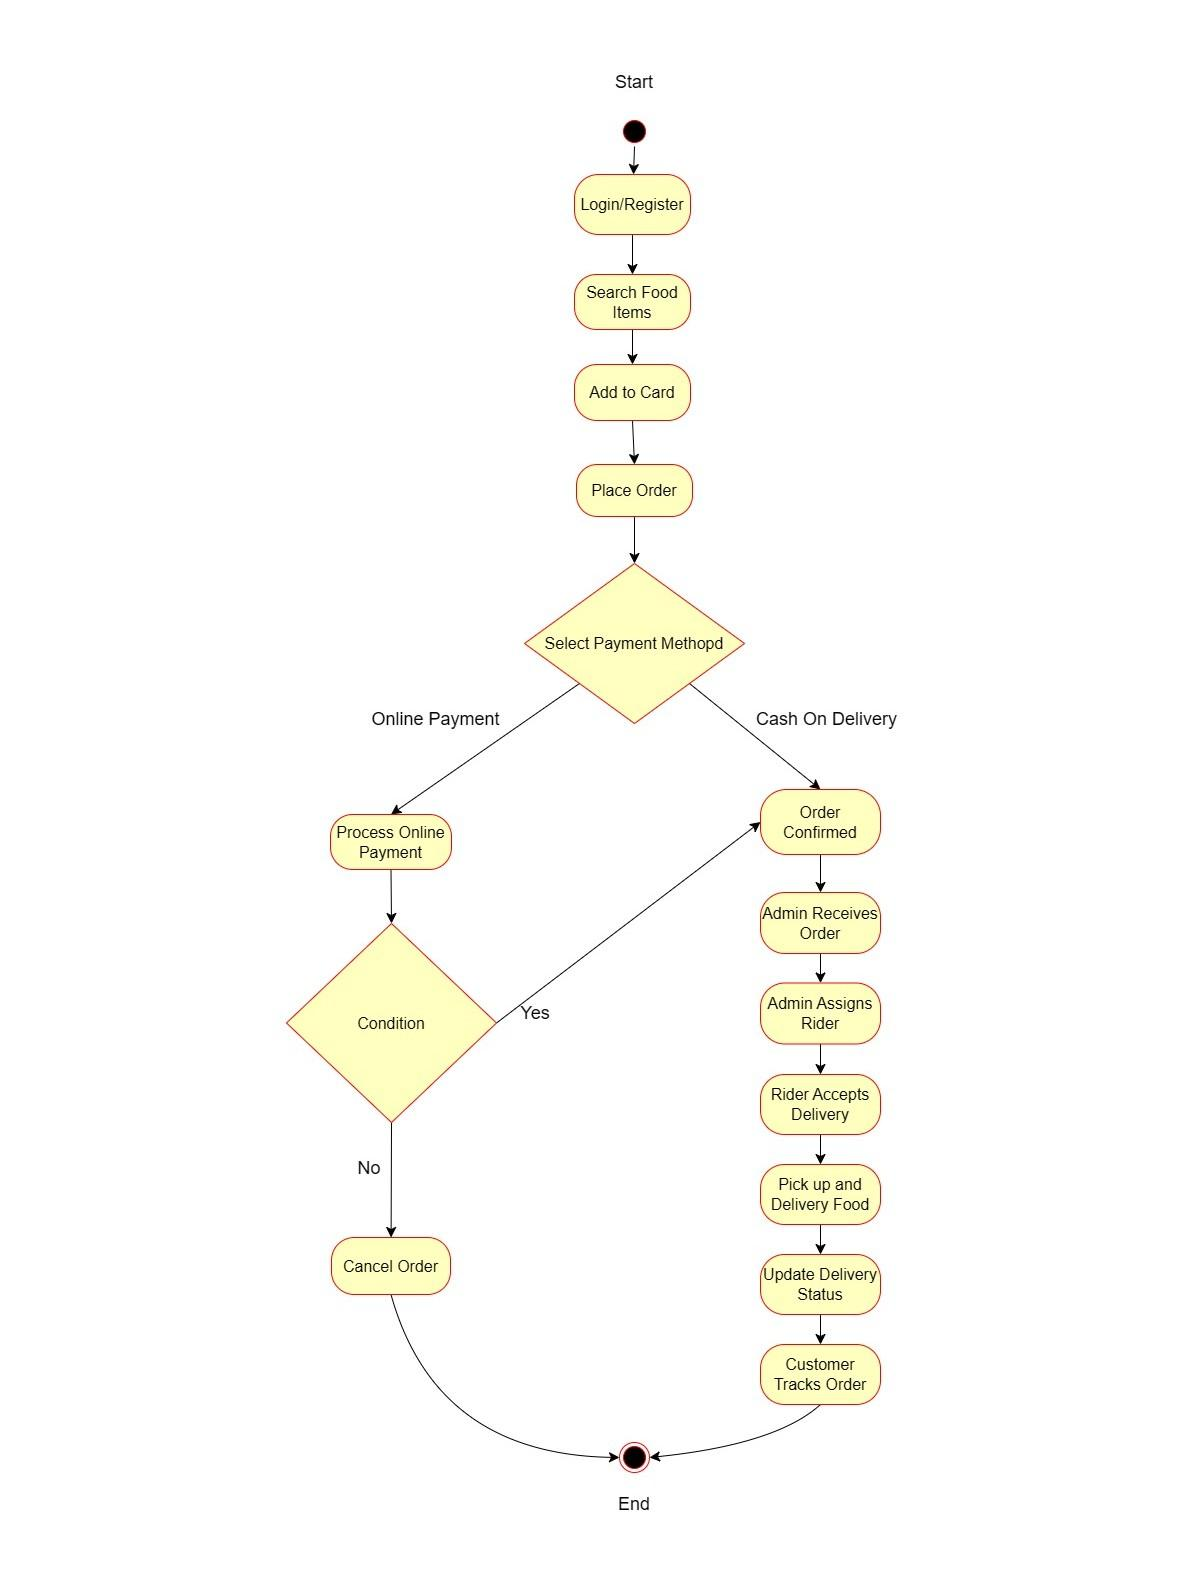 Start
Login/Register
Search Food
Items
Add to Card
Place Order
Select Payment Methopd
Online Payment
Cash On Delivery
Process Online
Payment
Order
Confirmed
Admin Receives
Order
Condition
Yes
Admin Assigns
Rider
Rider Accepts
Delivery
No
Pick up and
Delivery Food
Cancel Order
Update Delivery
Status
Customer
Tracks Order
End